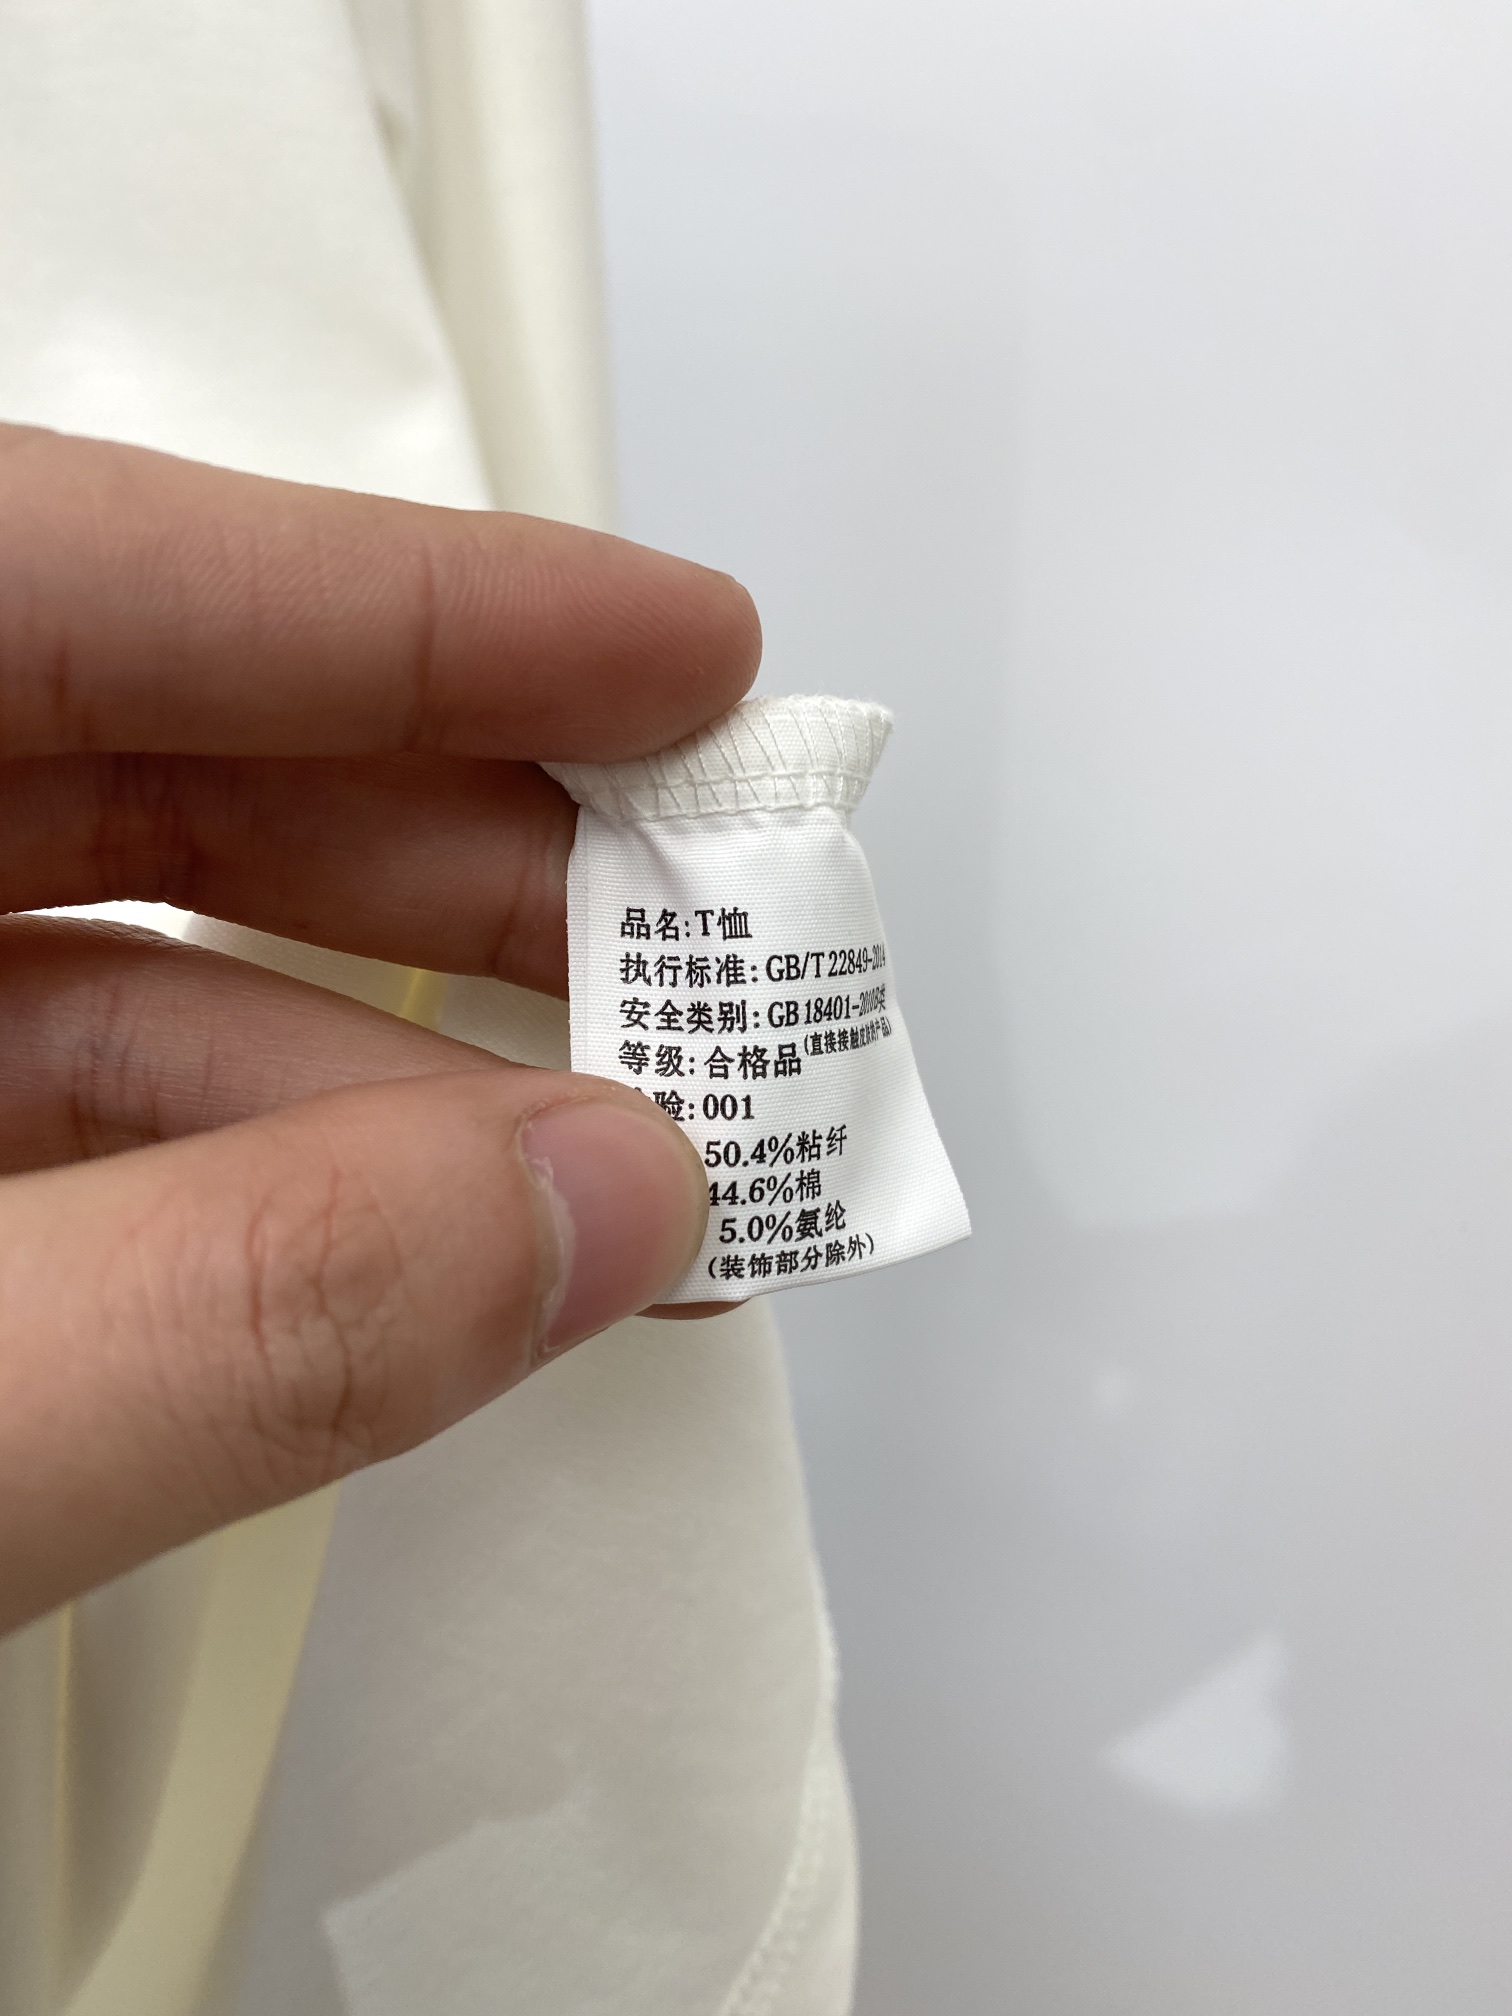 品名:T恤
执行标准:GB/T 22849-2014
安全类别:GB 18401-2010B类
(直接接触皮肤的产品)
等级:合格品
验:001
50.4%粘纤
44.6%棉
5.0%氨纶
(装饰部分除外)